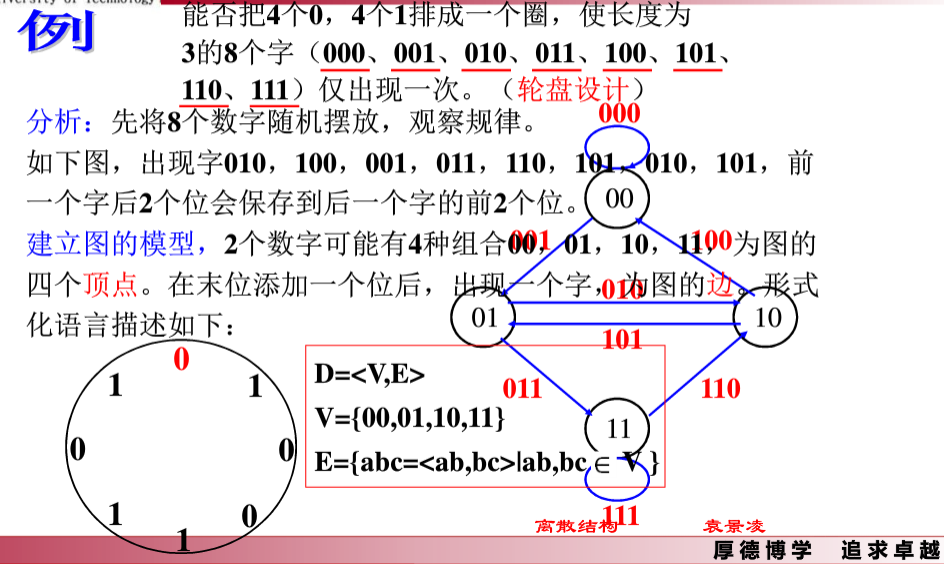 例
能否把4个0，4个1排成一个圈，使长度为
3的8个字（000、001、010、011、100、101、
110、111）仅出现一次。（轮盘设计）
分析：先将8个数字随机摆放，观察规律。
如下图，出现字010，100，001，011，110，101，010，101，前
一个字后2个位会保存到后一个字的前2个位。
建立图的模型，2个数字可能有4种组合00，01，10，11，为图的
四个顶点。在末位添加一个位后，出现一个字，为图的边。形式
化语言描述如下：
000
00
001
100
010
01
10
101
011
110
11
111
0
1
1
0
0
1
0
1
D=<V,E>
V={00,01,10,11}
E={abc=<ab,bc>|ab,bc∈V}
离散结构
袁景凌
厚德博学 追求卓越